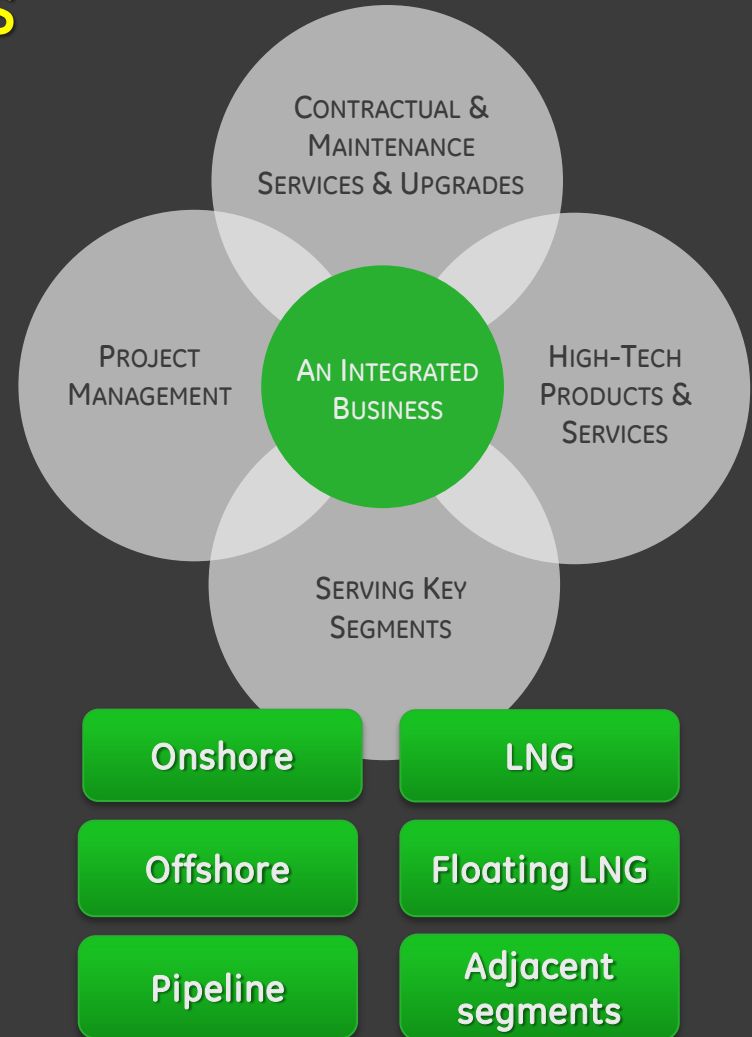 CONTRACTUAL &
MAINTENANCE
SERVICES & UPGRADES
PROJECT
MANAGEMENT
AN INTEGRATED
BUSINESS
HIGH-TECH
PRODUCTS &
SERVICES
SERVING KEY
SEGMENTS
Onshore
LNG
Offshore
Floating LNG
Pipeline
Adjacent
segments